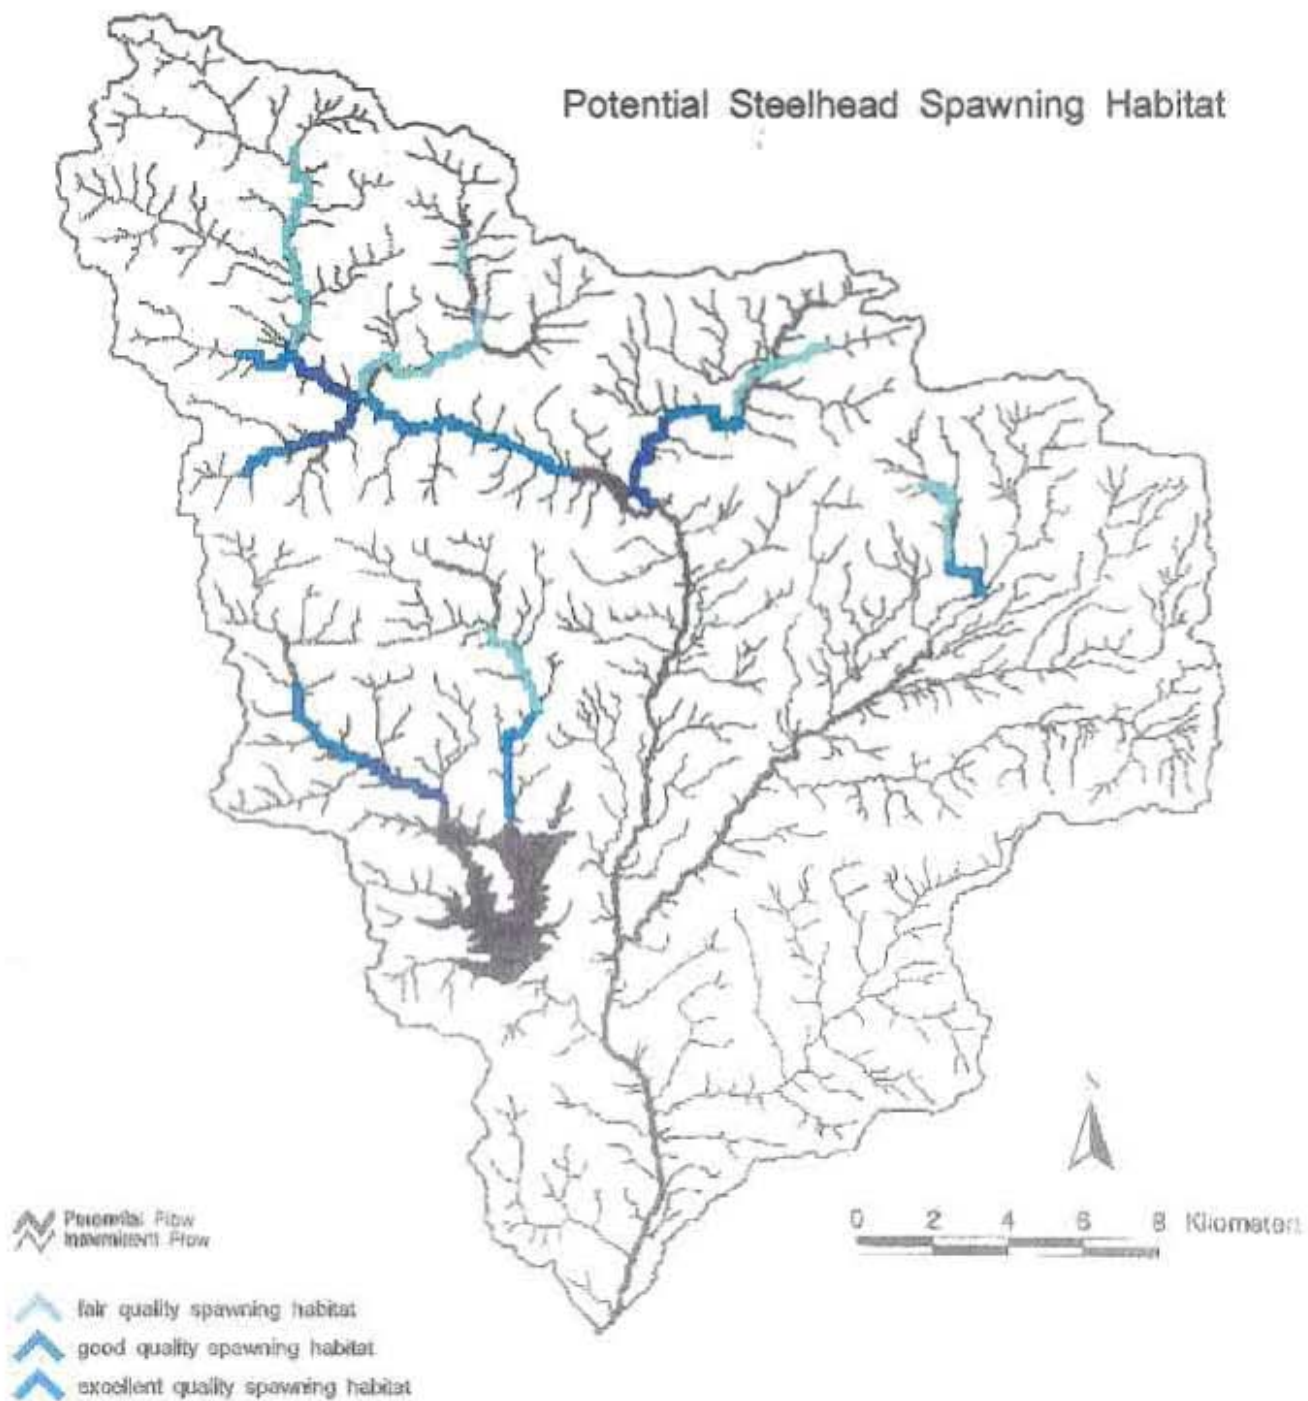 Potential Steelhead Spawning Habitat
0 2 4 6 8 Kilometers
Perennial Flow
Intermittent Flow
fair quality spawning habitat
good quality spawning habitat
excellent quality spawning habitat